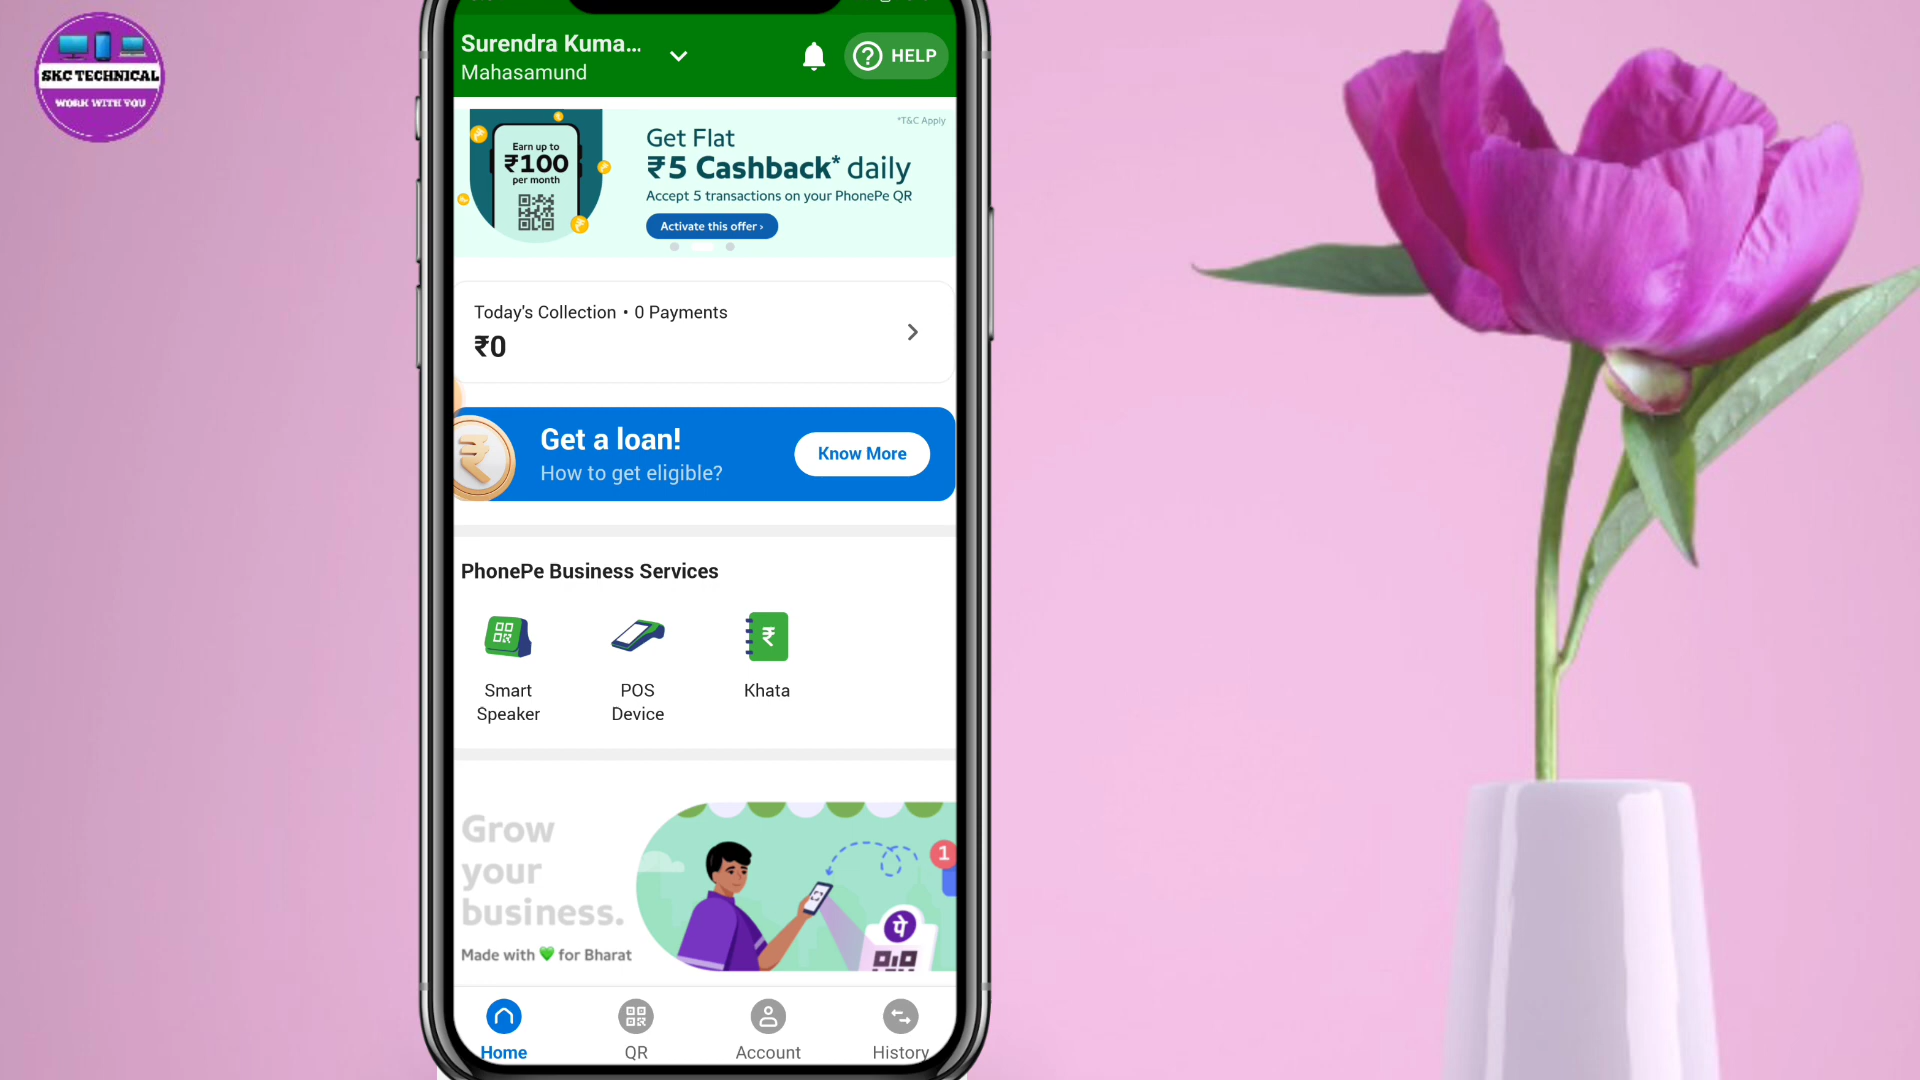 SKC TECHNICAL
WORK WITH YOU
Surendra Kuma...
Mahasamund
HELP
*T&C Apply
Earn up to
₹100
per month
Get Flat
₹5 Cashback* daily
Accept 5 transactions on your PhonePe QR
Activate this offer ›
Today's Collection • 0 Payments
₹0
Get a loan!
How to get eligible?
Know More
PhonePe Business Services
Smart
Speaker
POS
Device
Khata
Grow
your
business.
Made with 💚 for Bharat
1
पे
Home
QR
Account
History